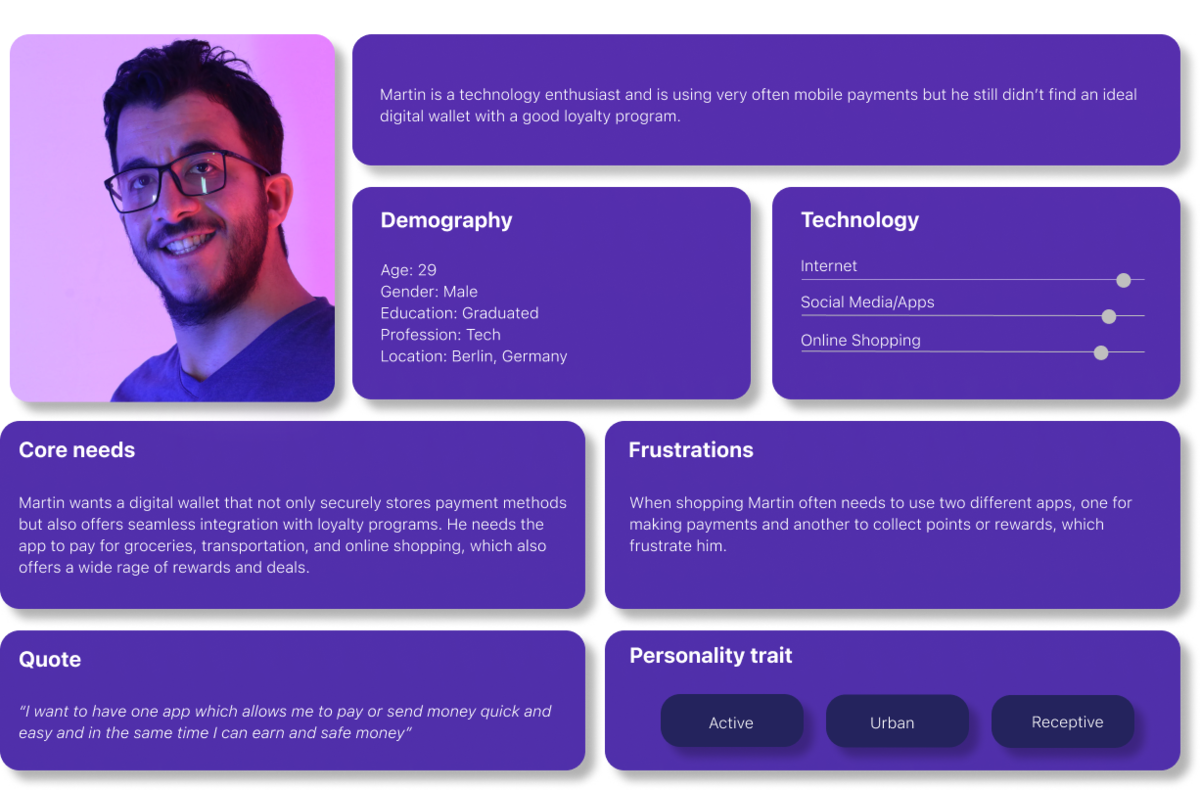 Martin is a technology enthusiast and is using very often mobile payments but he still didn’t find an ideal
digital wallet with a good loyalty program.
Demography
Age: 29
Gender: Male
Education: Graduated
Profession: Tech
Location: Berlin, Germany
Technology
Internet
Social Media/Apps
Online Shopping
Core needs
Martin wants a digital wallet that not only securely stores payment methods
but also offers seamless integration with loyalty programs. He needs the
app to pay for groceries, transportation, and online shopping, which also
offers a wide rage of rewards and deals.
Frustrations
When shopping Martin often needs to use two different apps, one for
making payments and another to collect points or rewards, which
frustrate him.
Quote
“I want to have one app which allows me to pay or send money quick and
easy and in the same time I can earn and safe money”
Personality trait
Active
Urban
Receptive